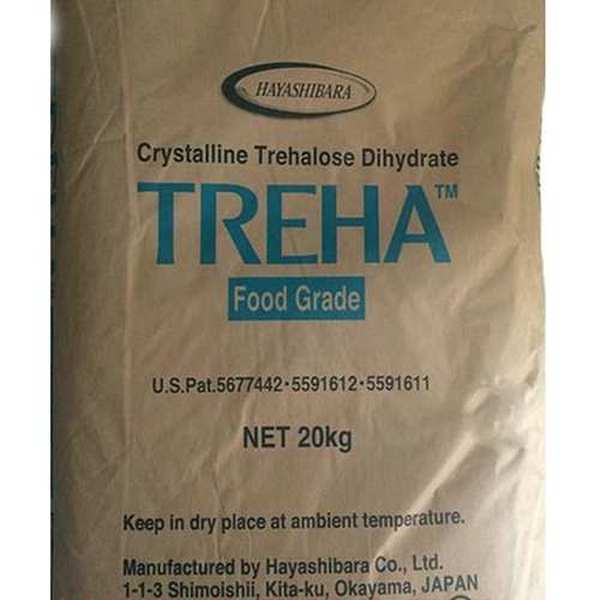 HAYASHIBARA
Crystalline Trehalose Dihydrate
TREHA™
Food Grade
U.S.Pat.5677442·5591612·5591611
NET 20kg
Keep in dry place at ambient temperature.
Manufactured by Hayashibara Co., Ltd.
1-1-3 Shimoishii, Kita-ku, Okayama, JAPAN